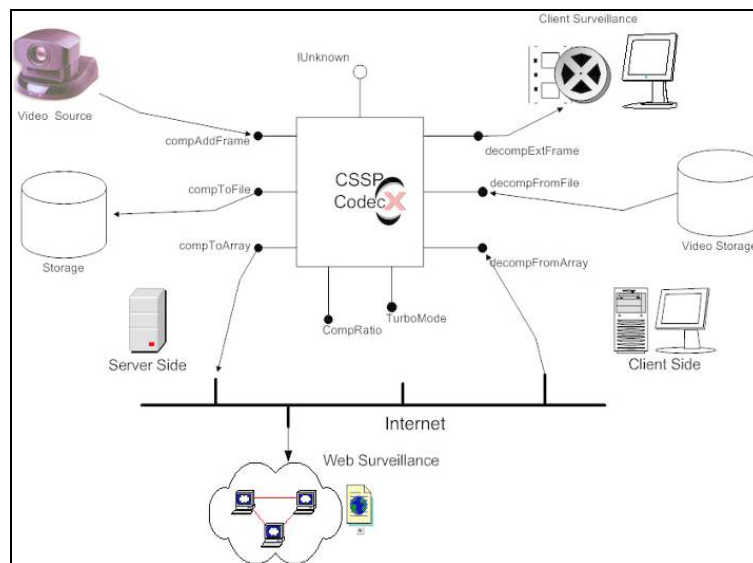 Client Surveillance
IUnknown
Video Source
compAddFrame
decompExtFrame
CSSP
Codec X
compToFile
decompFromFile
Storage
compToArray
decompFromArray
Video Storage
CompRatio
TurboMode
Server Side
Client Side
Internet
Web Surveillance